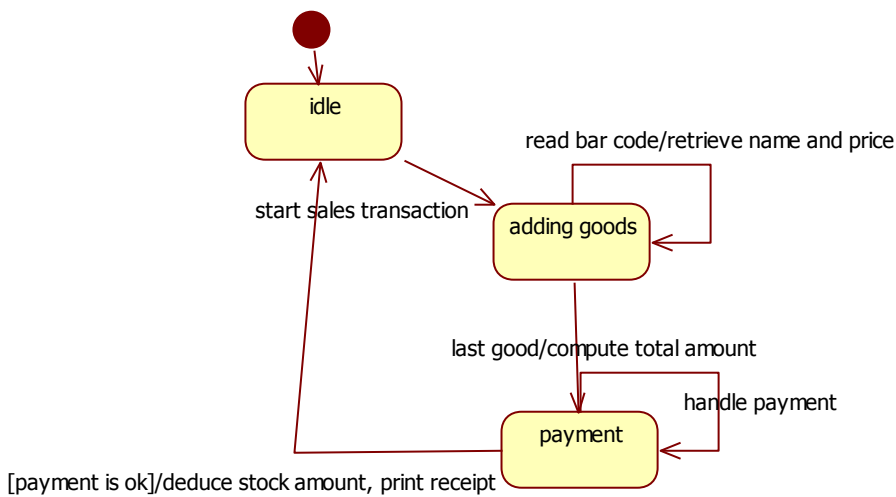 idle
read bar code/retrieve name and price
start sales transaction
adding goods
last good/compute total amount
handle payment
payment
[payment is ok]/deduce stock amount, print receipt